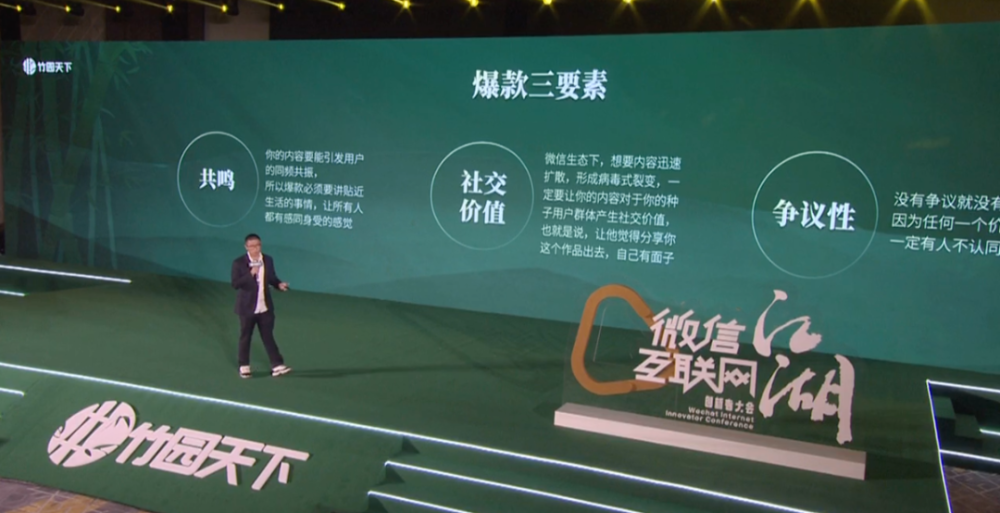 竹园天下
爆款三要素
共鸣
你的内容要能引发用户
的同频共振,
所以爆款必须要讲贴近
生活的事情,让所有人
都有感同身受的感觉
社交
价值
微信生态下,想要内容迅速
扩散,形成病毒式裂变,一
定要让你的内容对于你的种
子用户群体产生社交价值,
也就是说,让他觉得分享你
这个作品出去,自己有面子
争议性
没有争议就没有
因为任何一个价
一定有人不认同
微信
互联网
江湖
创新者大会
Wechat Internet
Innovator Conference
竹园天下